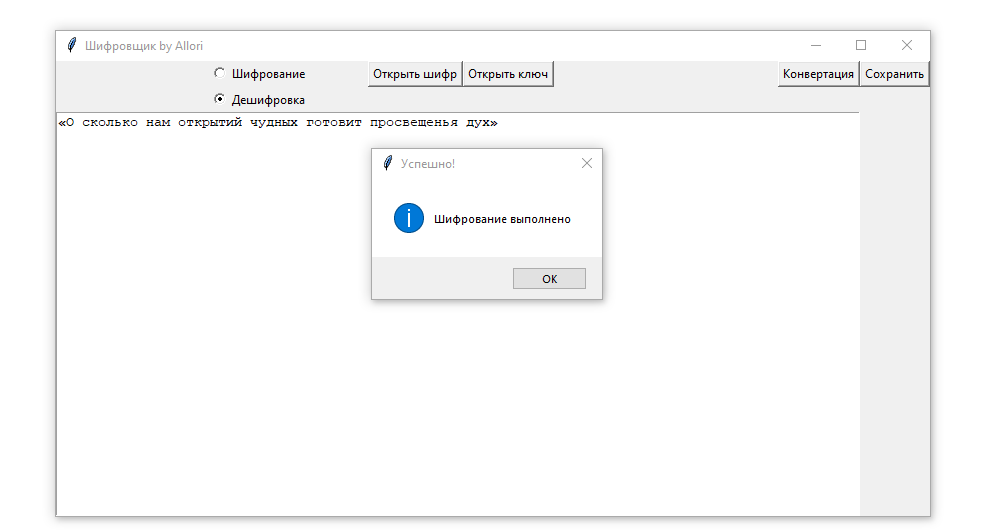 Шифровщик by Allori
Шифрование
Открыть шифр
Открыть ключ
Конвертация
Сохранить
Дешифровка
«О сколько нам открытий чудных готовит просвещенья дух»
Успешно!
Шифрование выполнено
OK